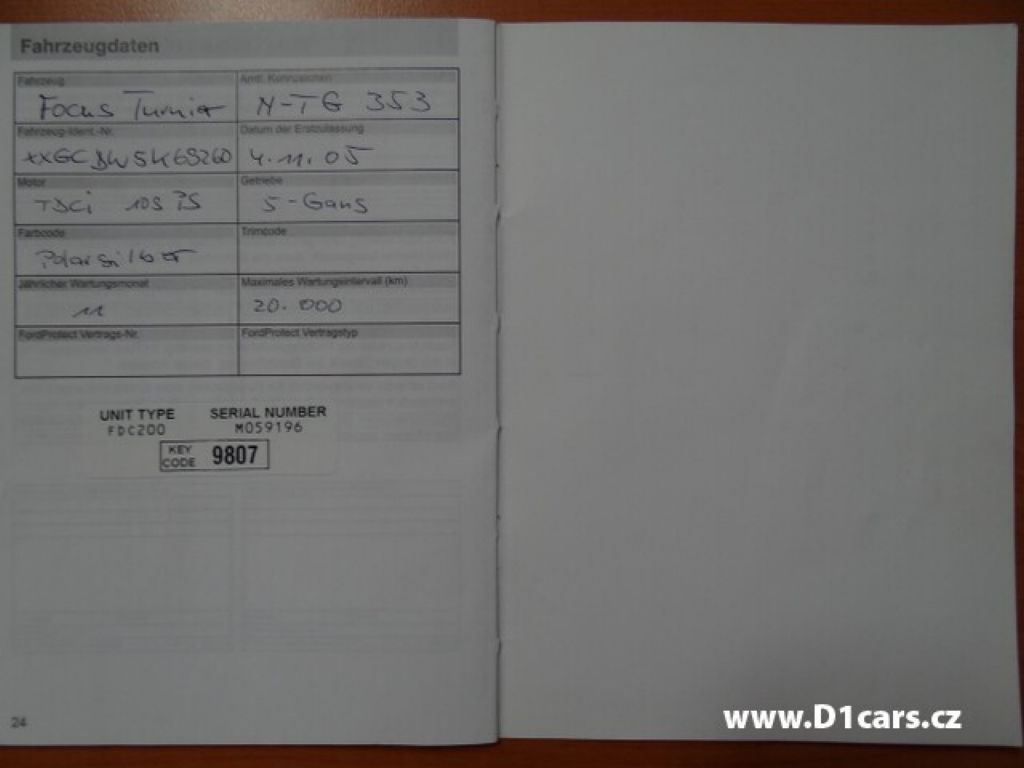 Fahrzeugdaten
Fahrzeug Amtl. Kennzeichen
Focus Turnier N-TG 353
Fahrzeug-Ident.-Nr. Datum der Erstzulassung
4.11.05
Motor Getriebe
TDCi 109 PS 5-Gang
Farbcode Trimcode
Polarsilber
Jährlicher Wartungsmonat Maximales Wartungsintervall (km)
11 20.000
FordProtect Vertrags-Nr. FordProtect Vertragstyp
UNIT TYPE SERIAL NUMBER
FDC200 M059196
KEY CODE 9807
24
www.D1cars.cz